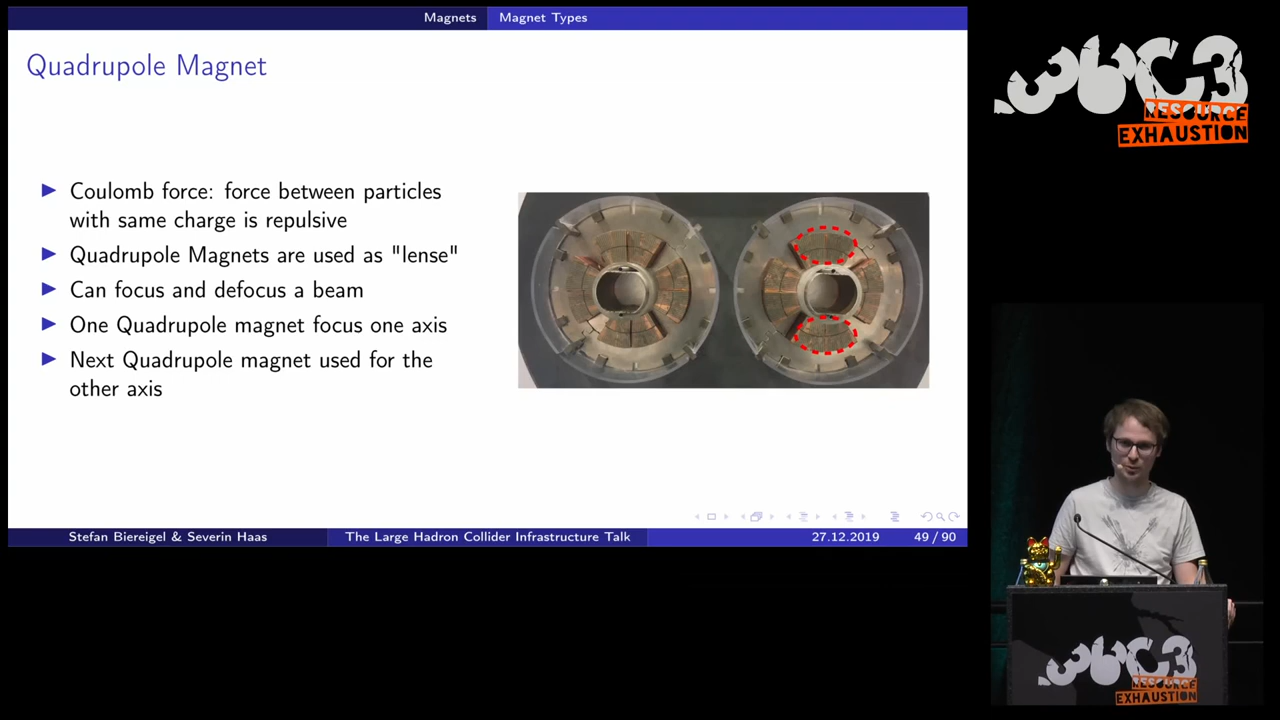 Magnets Magnet Types
Quadrupole Magnet
Coulomb force: force between particles
with same charge is repulsive
Quadrupole Magnets are used as "lense"
Can focus and defocus a beam
One Quadrupole magnet focus one axis
Next Quadrupole magnet used for the
other axis
Stefan Biereigel & Severin Haas The Large Hadron Collider Infrastructure Talk 27.12.2019 49 / 90
36C3
RESOURCE
EXHAUSTION
36C3
RESOURCE
EXHAUSTION